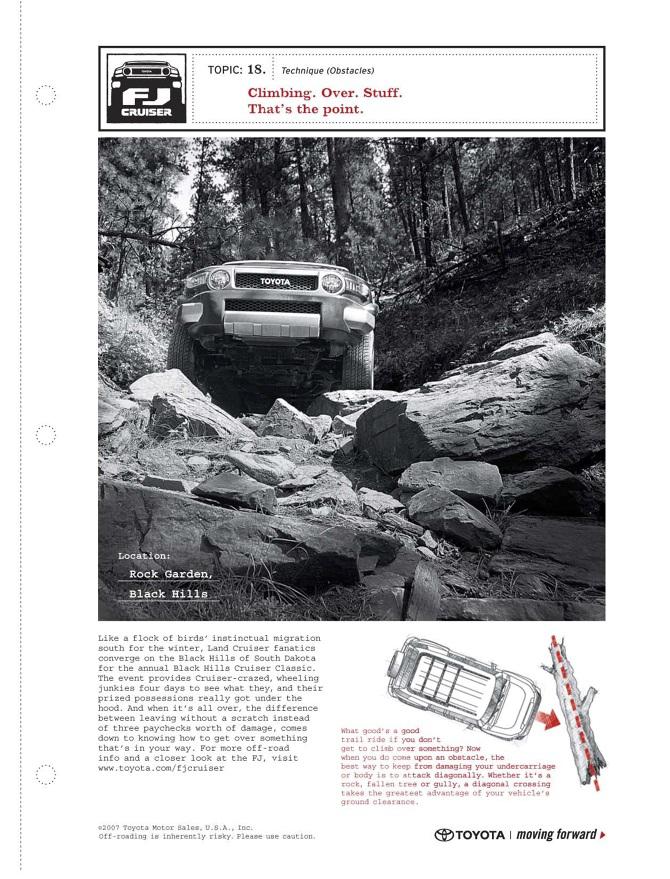 TOPIC: 18. Technique (Obstacles)
Climbing. Over. Stuff.
That's the point.
TOYOTA
FJ
CRUISER
TOYOTA
Location:
Rock Garden,
Black Hills
Like a flock of birds' instinctual migration
south for the winter, Land Cruiser fanatics
converge on the Black Hills of South Dakota
for the annual Black Hills Cruiser Classic.
The event provides Cruiser-crazed, wheeling
junkies four days to see what they, and their
prized possessions really got under the
hood. And when it's all over, the difference
between leaving without a scratch instead
of three paychecks worth of damage, comes
down to knowing how to get over something
that's in your way. For more off-road
info and a closer look at the FJ, visit
www.toyota.com/fjcruiser
What good's a good
trail ride if you don't
get to climb over something? Now
when you do come upon an obstacle, the
best way to keep from damaging your undercarriage
or body is to attack diagonally. Whether it's a
rock, fallen tree or gully, a diagonal crossing
takes the greatest advantage of your vehicle's
ground clearance.
©2007 Toyota Motor Sales, U.S.A., Inc.
Off-roading is inherently risky. Please use caution.
TOYOTA | moving forward